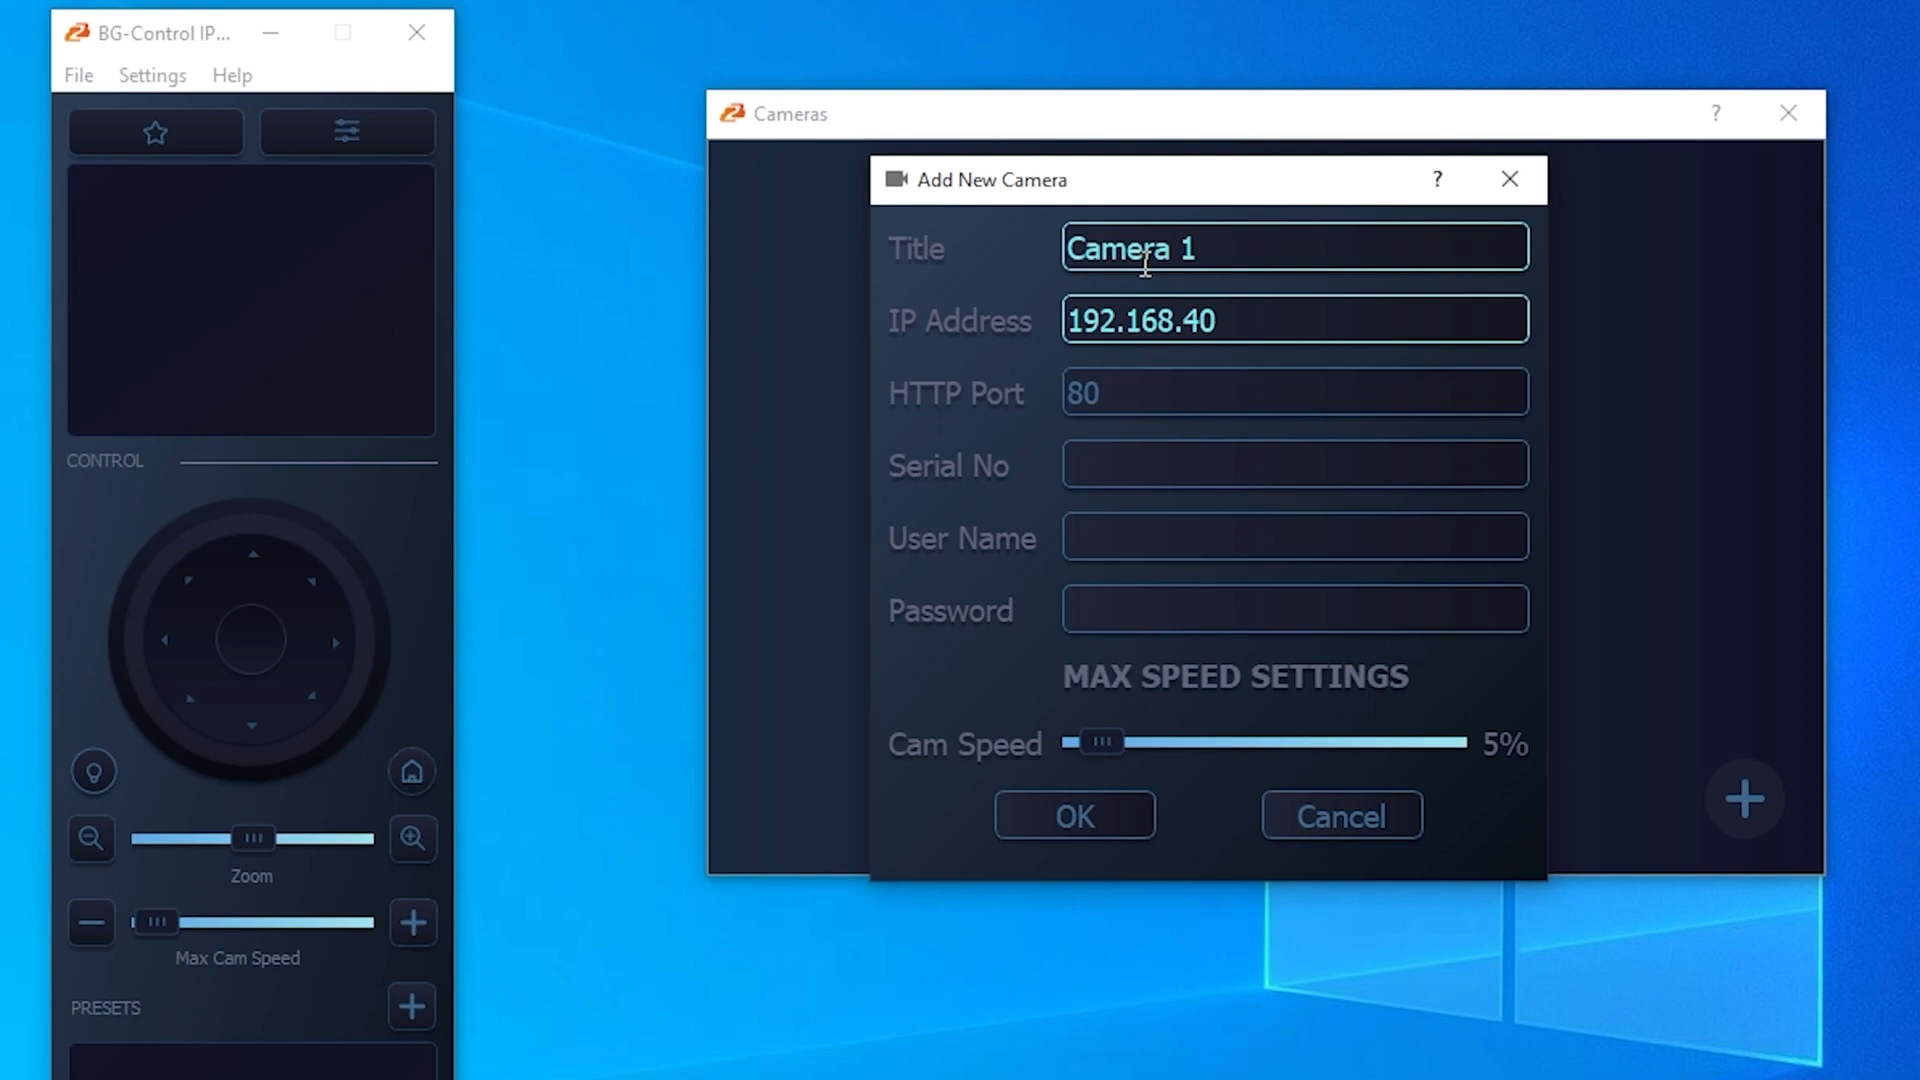 BG-Control IP...
File Settings Help
CONTROL
Zoom
Max Cam Speed
PRESETS
Cameras
?
Add New Camera
?
Title Camera 1
IP Address 192.168.40
HTTP Port 80
Serial No
User Name
Password
MAX SPEED SETTINGS
Cam Speed 5%
OK Cancel